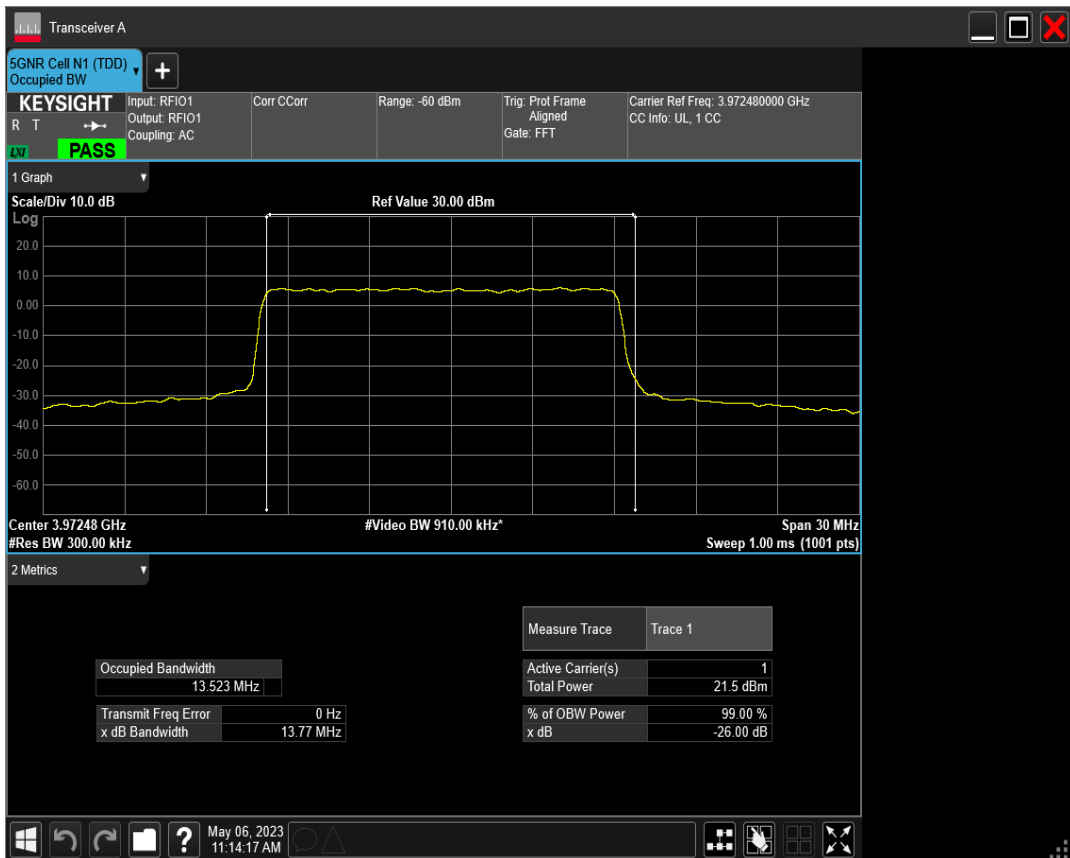 Transceiver A
5GNR Cell N1 (TDD)
Occupied BW
KEYSIGHT
R T
LXI
PASS
Input: RFIO1
Output: RFIO1
Coupling: AC
Corr CCorr
Range: -60 dBm
Trig: Prot Frame
Aligned
Gate: FFT
Carrier Ref Freq: 3.972480000 GHz
CC Info: UL, 1 CC
1 Graph
Scale/Div 10.0 dB
Ref Value 30.00 dBm
Log
20.0
10.0
0.00
-10.0
-20.0
-30.0
-40.0
-50.0
-60.0
Center 3.97248 GHz
#Video BW 910.00 kHz*
Span 30 MHz
#Res BW 300.00 kHz
Sweep 1.00 ms (1001 pts)
2 Metrics
Measure Trace Trace 1
Occupied Bandwidth
13.523 MHz
Active Carrier(s) 1
Total Power 21.5 dBm
Transmit Freq Error 0 Hz
x dB Bandwidth 13.77 MHz
% of OBW Power 99.00 %
x dB -26.00 dB
?
May 06, 2023
11:14:17 AM